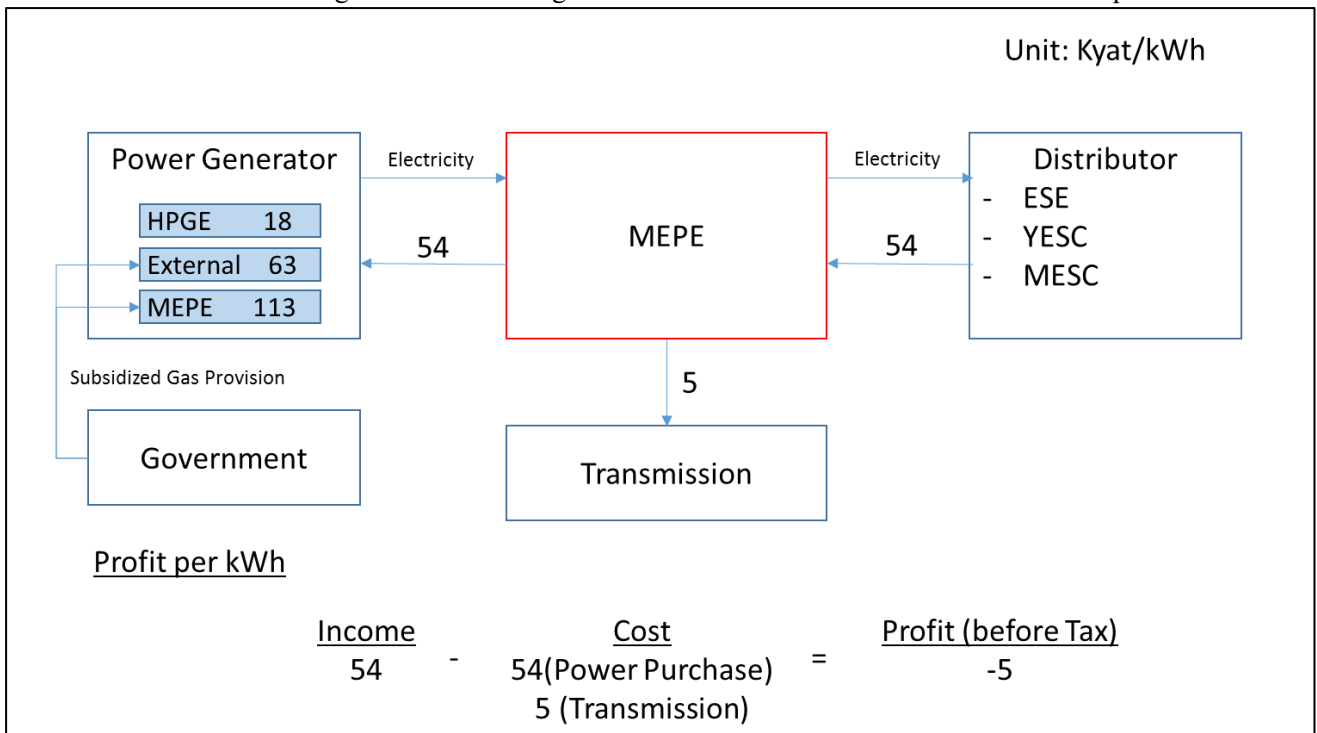 Unit: Kyat/kWh
Power Generator
HPGE 18
External 63
MEPE 113
Electricity
54
MEPE
Electricity
54
Distributor
- ESE
- YESC
- MESC
Subsidized Gas Provision
5
Government
Transmission
Profit per kWh
Income - Cost = Profit (before Tax)
54 54(Power Purchase) -5
5 (Transmission)